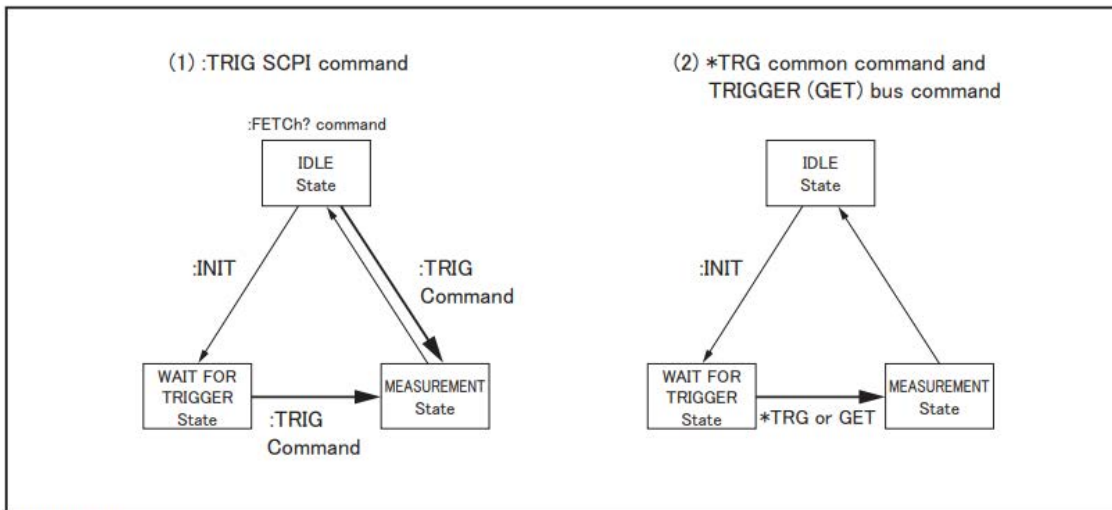 (1) :TRIG SCPI command
:FETCh? command
IDLE
State
:INIT
:TRIG
Command
WAIT FOR
TRIGGER
State
:TRIG
Command
MEASUREMENT
State
(2) *TRG common command and
TRIGGER (GET) bus command
IDLE
State
:INIT
WAIT FOR
TRIGGER
State
*TRG or GET
MEASUREMENT
State